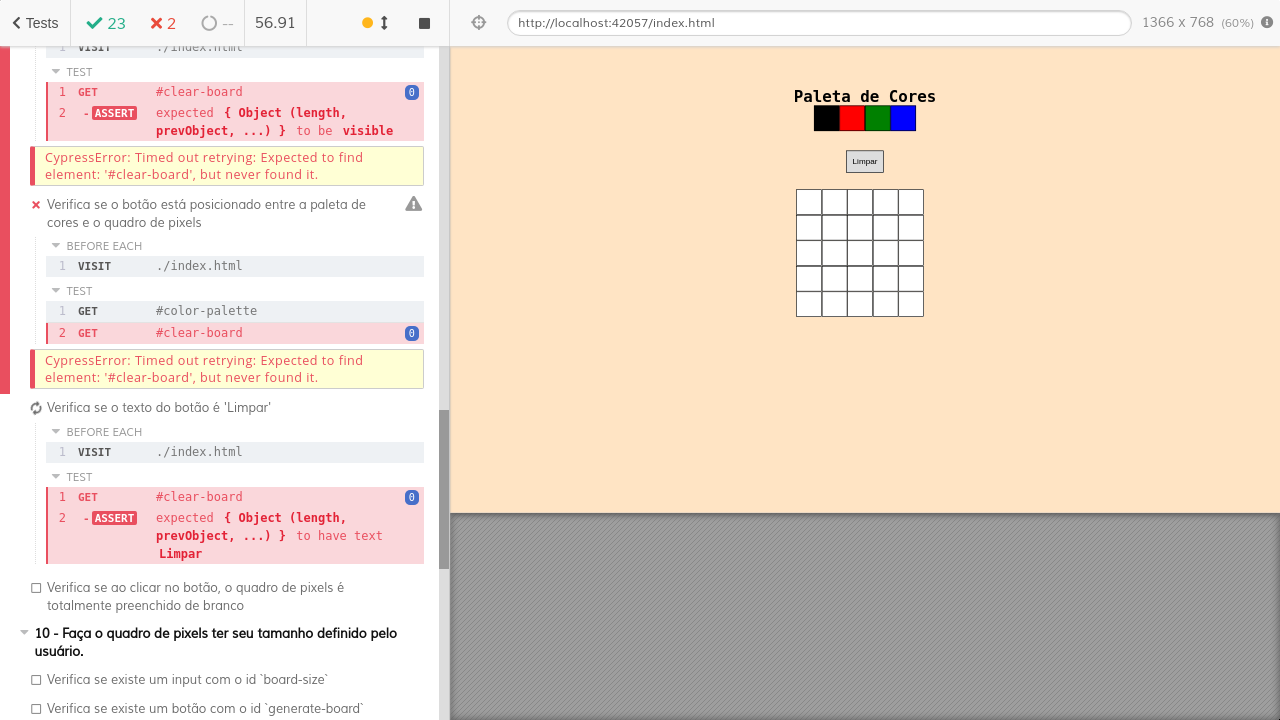 Tests
23
2
--
56.91
http://localhost:42057/index.html
1366 x 768 (60%)
1 VISIT ./index.html
TEST
1 GET #clear-board 0
2 -ASSERT expected { Object (length,
prevObject, ...) } to be visible
CypressError: Timed out retrying: Expected to find
element: '#clear-board', but never found it.
Verifica se o botão está posicionado entre a paleta de
cores e o quadro de pixels
BEFORE EACH
1 VISIT ./index.html
TEST
1 GET #color-palette
2 GET #clear-board 0
CypressError: Timed out retrying: Expected to find
element: '#clear-board', but never found it.
Verifica se o texto do botão é 'Limpar'
BEFORE EACH
1 VISIT ./index.html
TEST
1 GET #clear-board 0
2 -ASSERT expected { Object (length,
prevObject, ...) } to have text
Limpar
Verifica se ao clicar no botão, o quadro de pixels é
totalmente preenchido de branco
10 - Faça o quadro de pixels ter seu tamanho definido pelo
usuário.
Verifica se existe um input com o id `board-size`
Verifica se existe um botão com o id `generate-board`
Paleta de Cores
Limpar